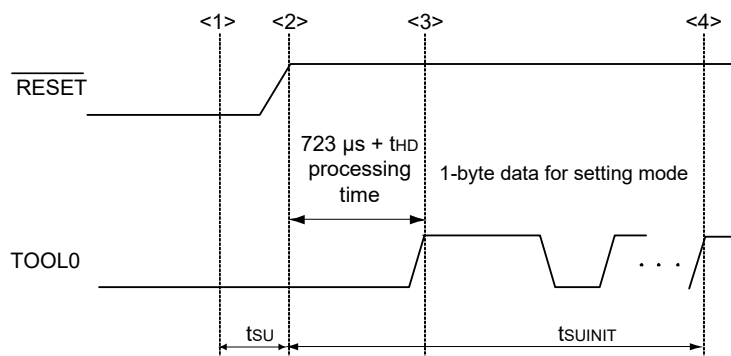 <1> <2> <3> <4>
RESET
723 µs + tHD
processing
time
1-byte data for setting mode
TOOL0
. . .
tSU tSUINIT